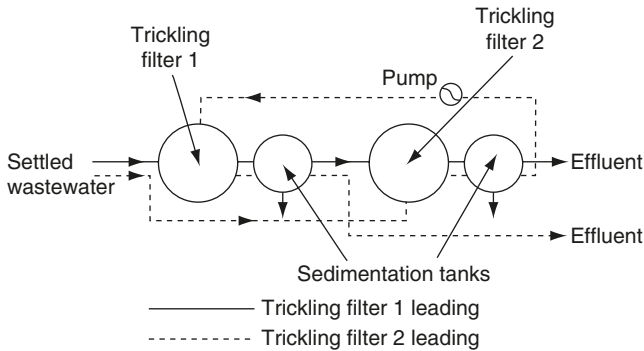 Trickling
filter 1
Trickling
filter 2
Pump
Settled
wastewater
Effluent
Effluent
Sedimentation tanks
Trickling filter 1 leading
Trickling filter 2 leading